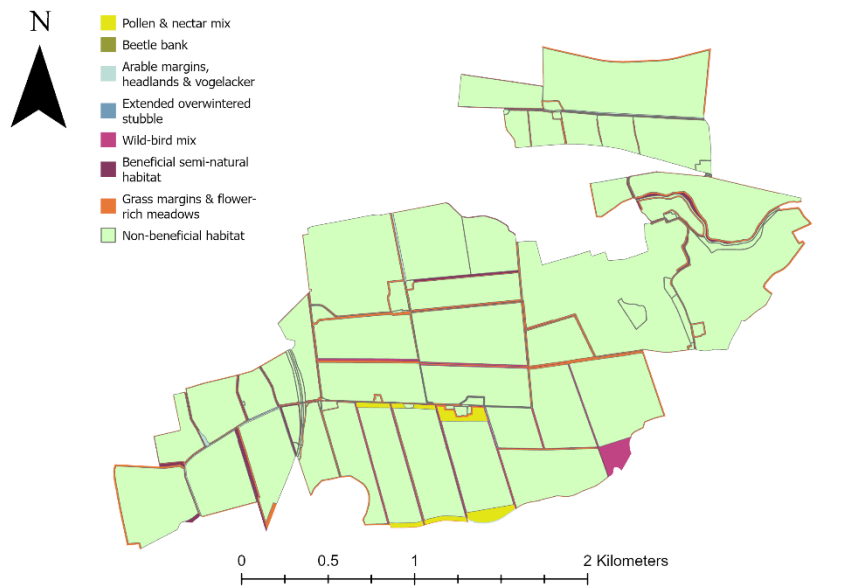 N
Pollen & nectar mix
Beetle bank
Arable margins,
headlands & vogelacker
Extended overwintered
stubble
Wild-bird mix
Beneficial semi-natural
habitat
Grass margins & flower-
rich meadows
Non-beneficial habitat
0 0.5 1 2 Kilometers